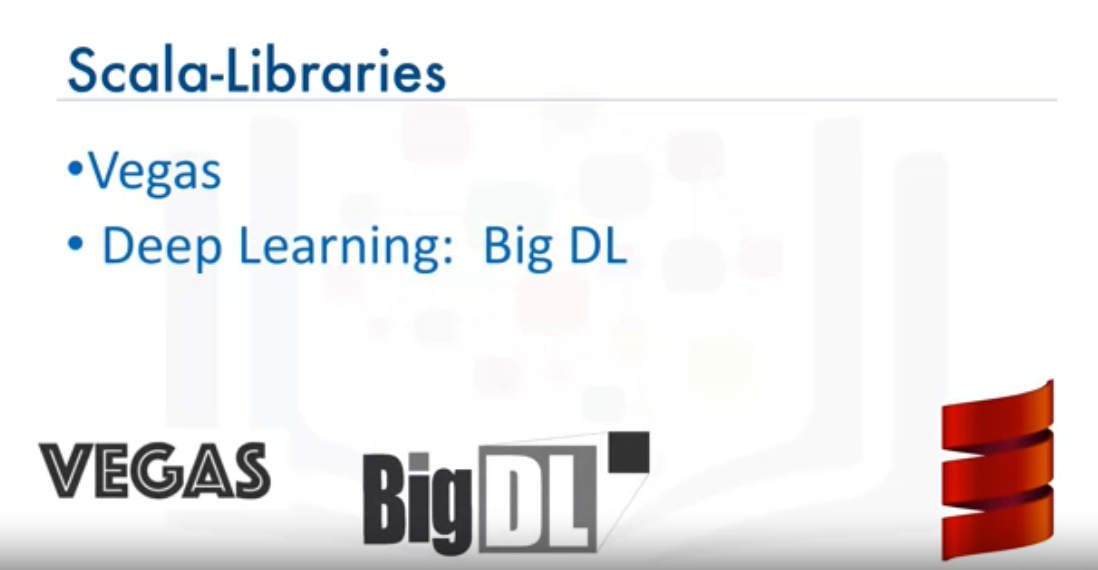 Scala-Libraries
•Vegas
• Deep Learning: Big DL
VEGAS
BigDL